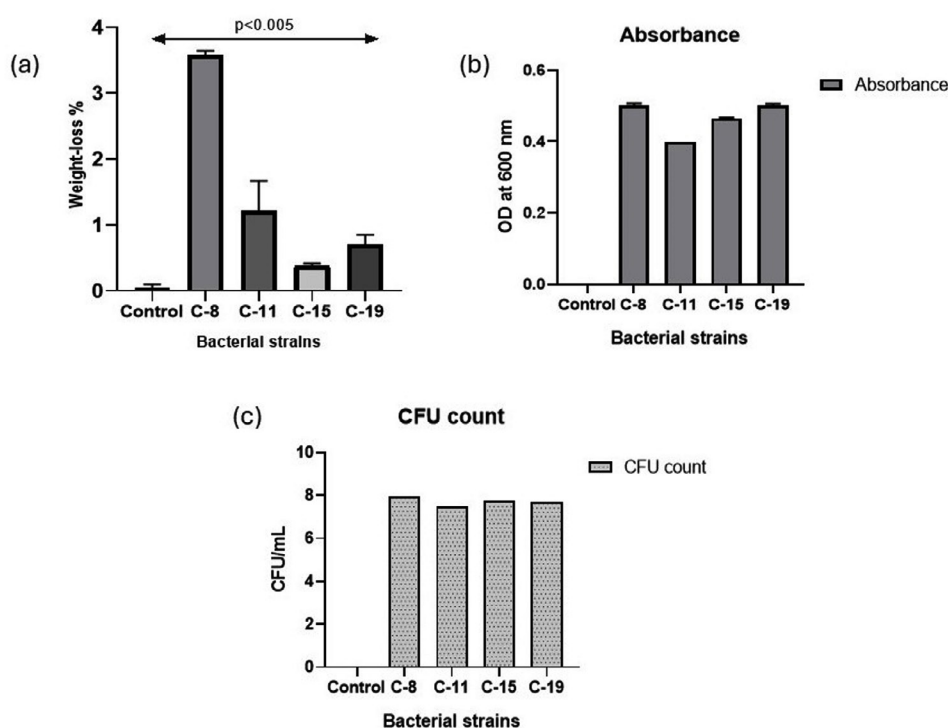 (a)
p<0.005
Weight-loss %
4
3
2
1
0
Control C-8 C-11 C-15 C-19
Bacterial strains
(b)
Absorbance
Absorbance
OD at 600 nm
0.6
0.4
0.2
0.0
Control C-8 C-11 C-15 C-19
Bacterial strains
(c)
CFU count
CFU count
CFU/mL
10
8
6
4
2
0
Control C-8 C-11 C-15 C-19
Bacterial strains